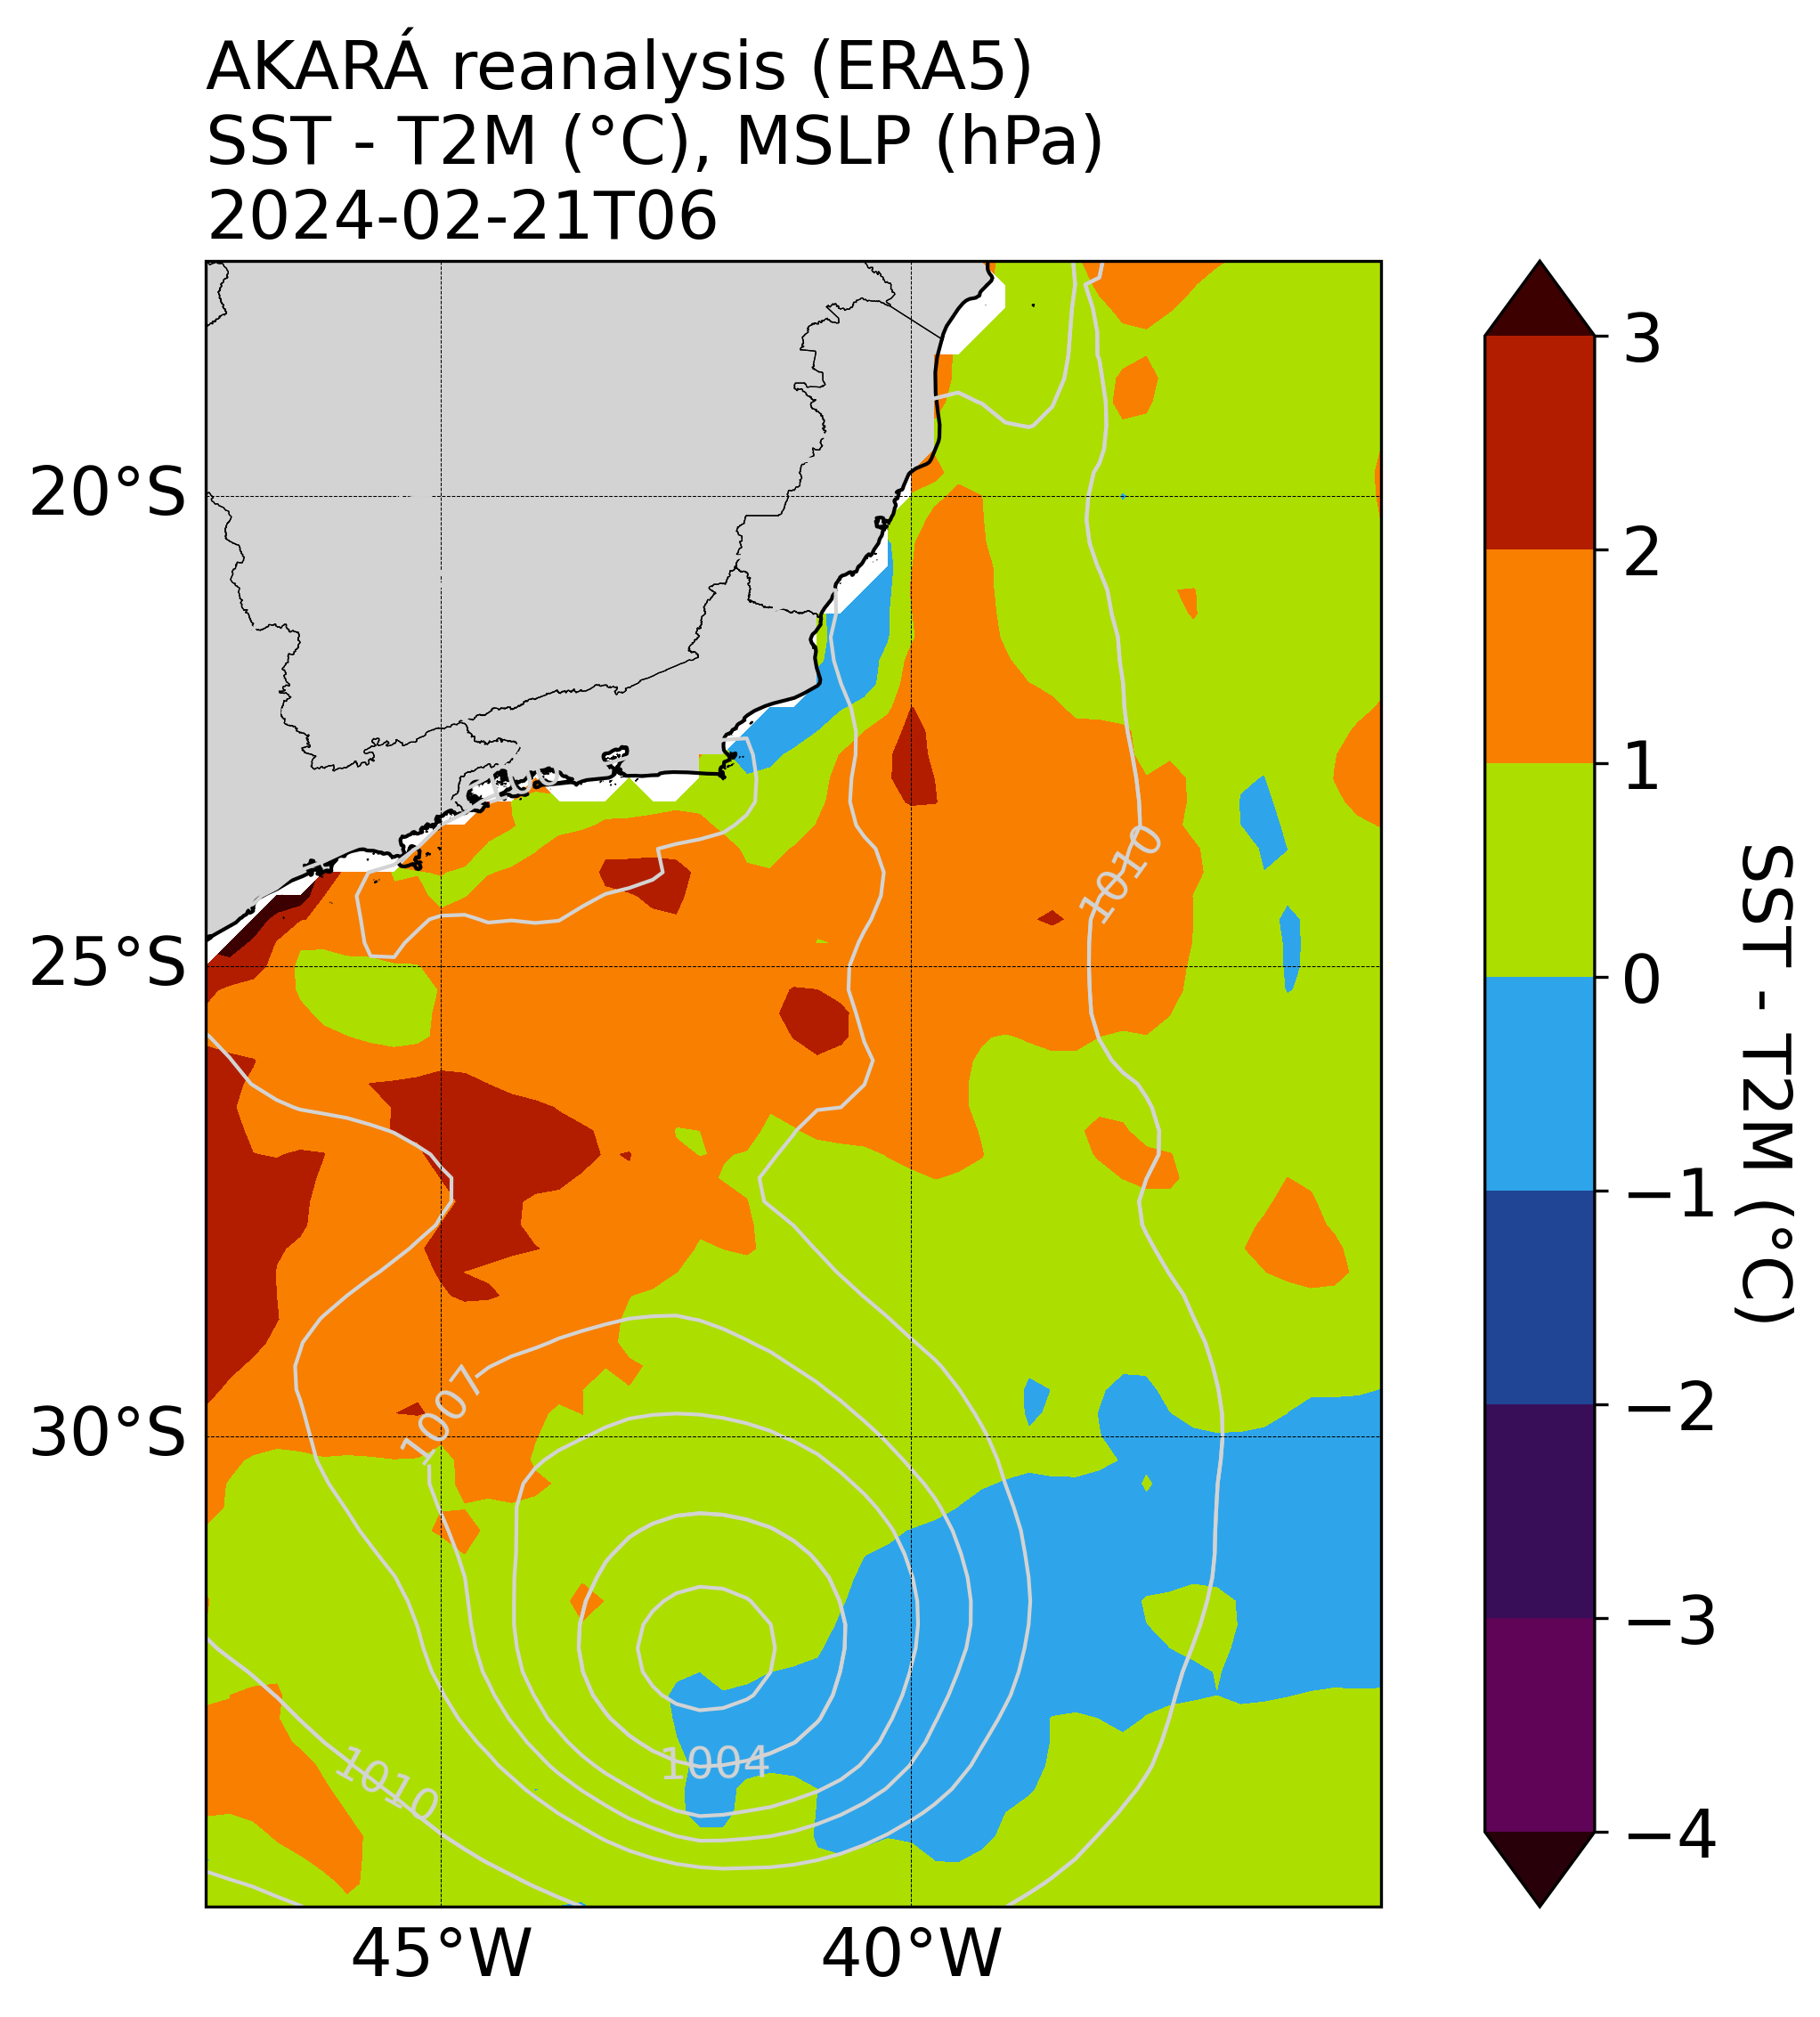 AKARÁ reanalysis (ERA5)
SST - T2M (°C), MSLP (hPa)
2024-02-21T06
20°S
25°S
30°S
45°W
40°W
1010
1007
1004
1010
3
2
1
0
−1
−2
−3
−4
SST - T2M (°C)